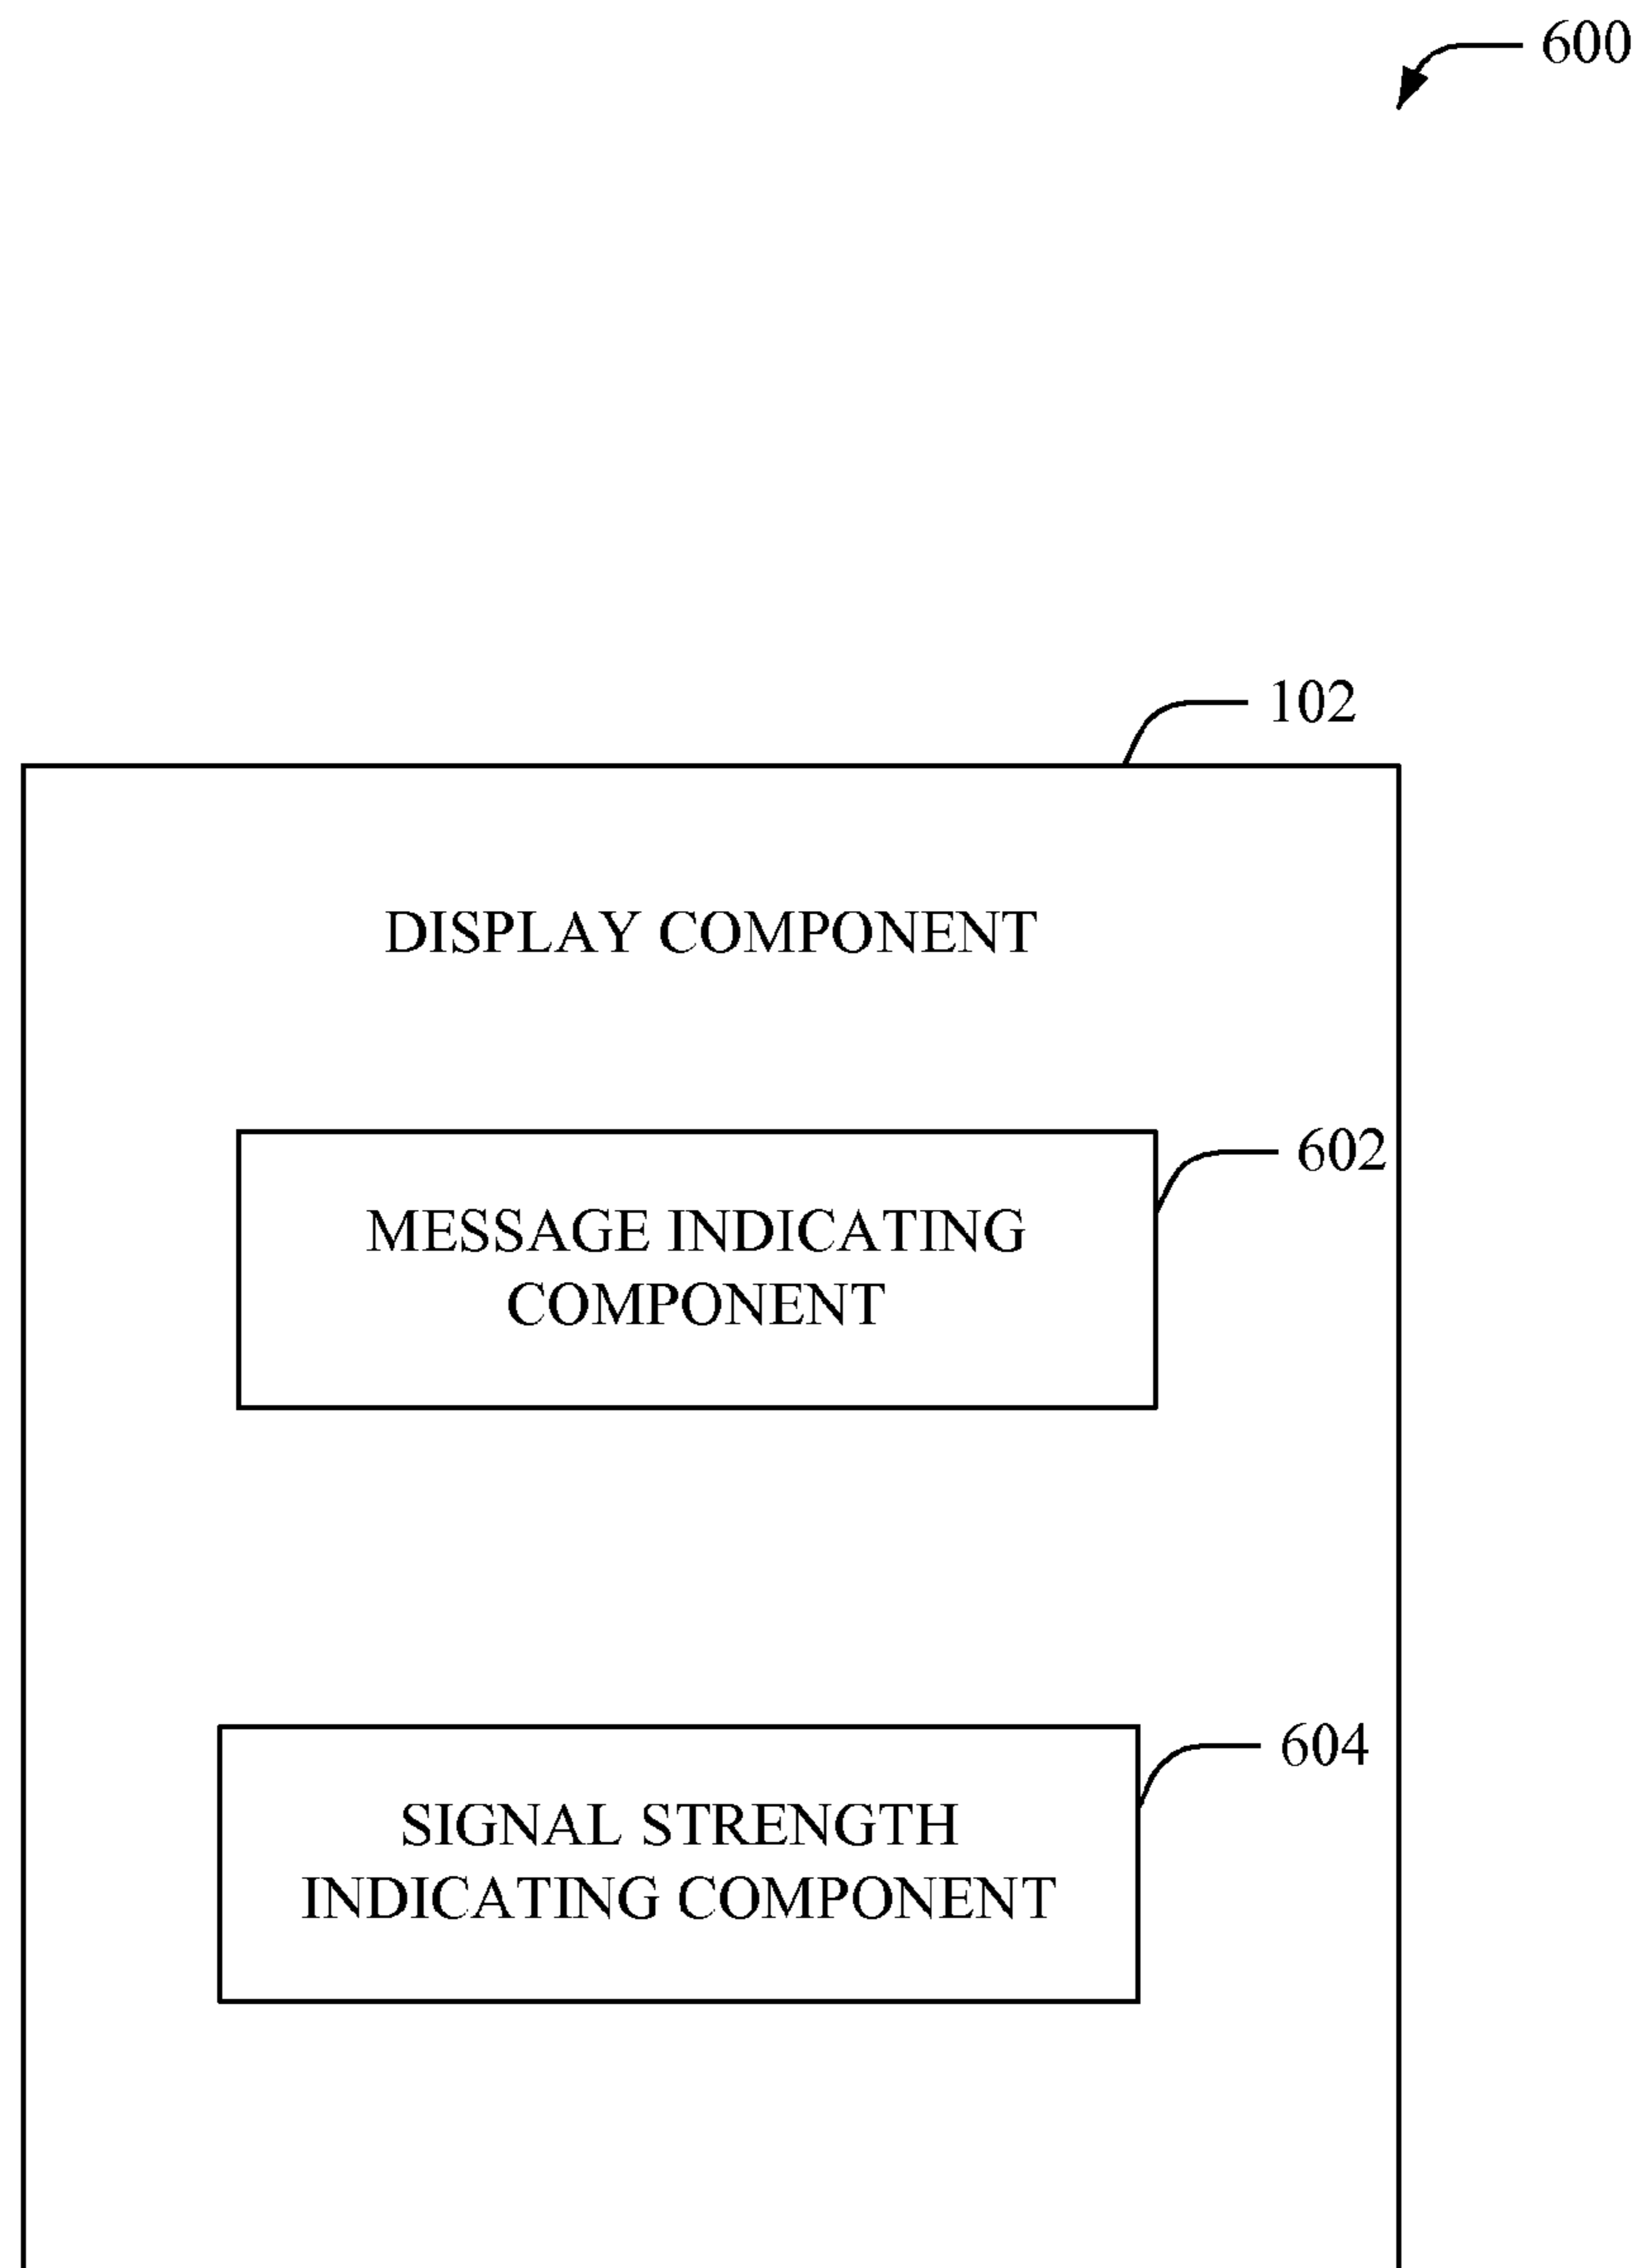 600
102
DISPLAY COMPONENT
602
MESSAGE INDICATING
COMPONENT
604
SIGNAL STRENGTH
INDICATING COMPONENT